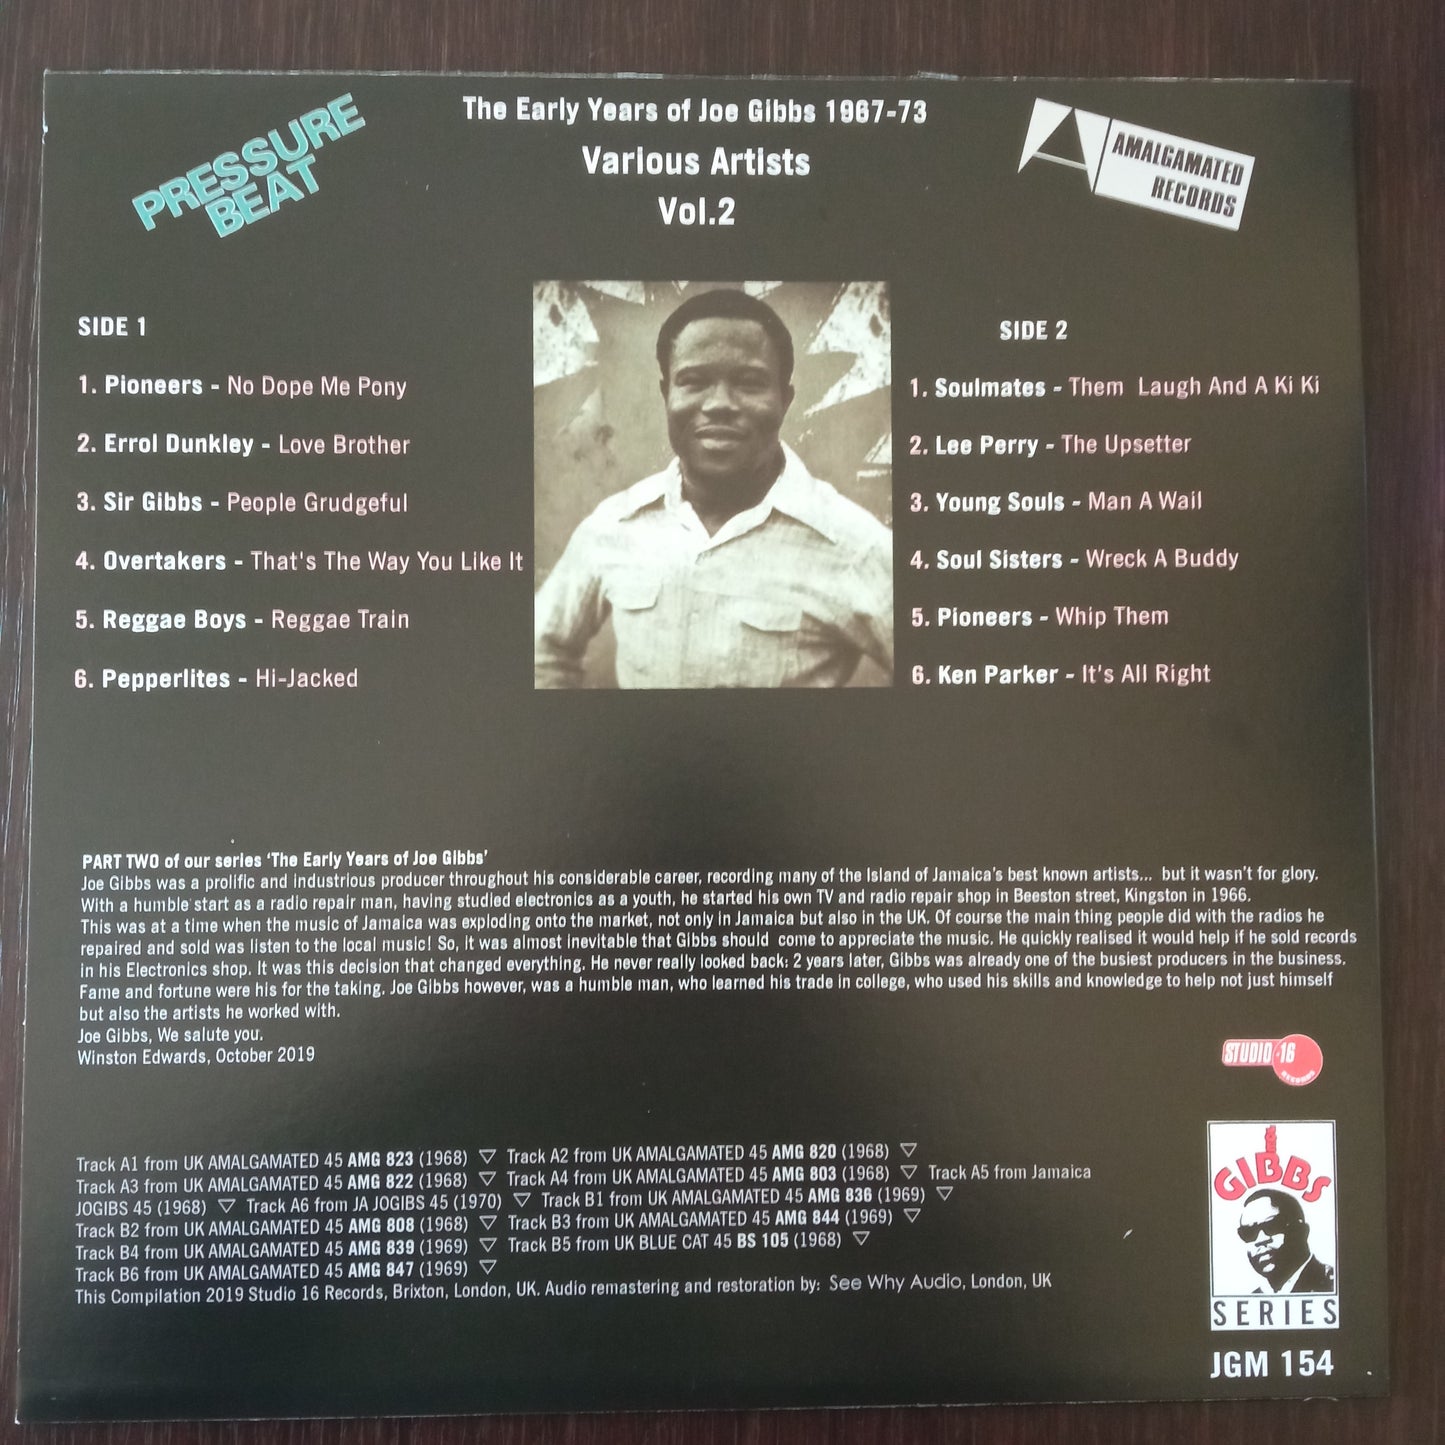 PRESSURE
BEAT
The Early Years of Joe Gibbs 1967-73
Various Artists
Vol.2
AMALGAMATED
RECORDS
SIDE 1
1. Pioneers - No Dope Me Pony
2. Errol Dunkley - Love Brother
3. Sir Gibbs - People Grudgeful
4. Overtakers - That's The Way You Like It
5. Reggae Boys - Reggae Train
6. Pepperlites - Hi-Jacked
SIDE 2
1. Soulmates - Them  Laugh And A Ki Ki
2. Lee Perry - The Upsetter
3. Young Souls - Man A Wail
4. Soul Sisters - Wreck A Buddy
5. Pioneers - Whip Them
6. Ken Parker - It's All Right
PART TWO of our series 'The Early Years of Joe Gibbs'
Joe Gibbs was a prolific and industrious producer throughout his considerable career, recording many of the Island of Jamaica's best known artists... but it wasn't for glory.
With a humble start as a radio repair man, having studied electronics as a youth, he started his own TV and radio repair shop in Beeston street, Kingston in 1966.
This was at a time when the music of Jamaica was exploding onto the market, not only in Jamaica but also in the UK. Of course the main thing people did with the radios he
repaired and sold was listen to the local music! So, it was almost inevitable that Gibbs should  come to appreciate the music. He quickly realised it would help if he sold records
in his Electronics shop. It was this decision that changed everything. He never really looked back: 2 years later, Gibbs was already one of the busiest producers in the business.
Fame and fortune were his for the taking. Joe Gibbs however, was a humble man, who learned his trade in college, who used his skills and knowledge to help not just himself
but also the artists he worked with.
Joe Gibbs, We salute you.
Winston Edwards, October 2019
STUDIO 16
RECORDS
Track A1 from UK AMALGAMATED 45 AMG 823 (1968) ▽ Track A2 from UK AMALGAMATED 45 AMG 820 (1968) ▽
Track A3 from UK AMALGAMATED 45 AMG 822 (1968) ▽ Track A4 from UK AMALGAMATED 45 AMG 803 (1968) ▽ Track A5 from Jamaica
JOGIBS 45 (1968) ▽ Track A6 from JA JOGIBS 45 (1970) ▽ Track B1 from UK AMALGAMATED 45 AMG 836 (1969) ▽
Track B2 from UK AMALGAMATED 45 AMG 808 (1968) ▽ Track B3 from UK AMALGAMATED 45 AMG 844 (1969) ▽
Track B4 from UK AMALGAMATED 45 AMG 839 (1969) ▽ Track B5 from UK BLUE CAT 45 BS 105 (1968) ▽
Track B6 from UK AMALGAMATED 45 AMG 847 (1969) ▽
This Compilation 2019 Studio 16 Records, Brixton, London, UK. Audio remastering and restoration by: See Why Audio, London, UK
JOE
GIBBS
SERIES
JGM 154